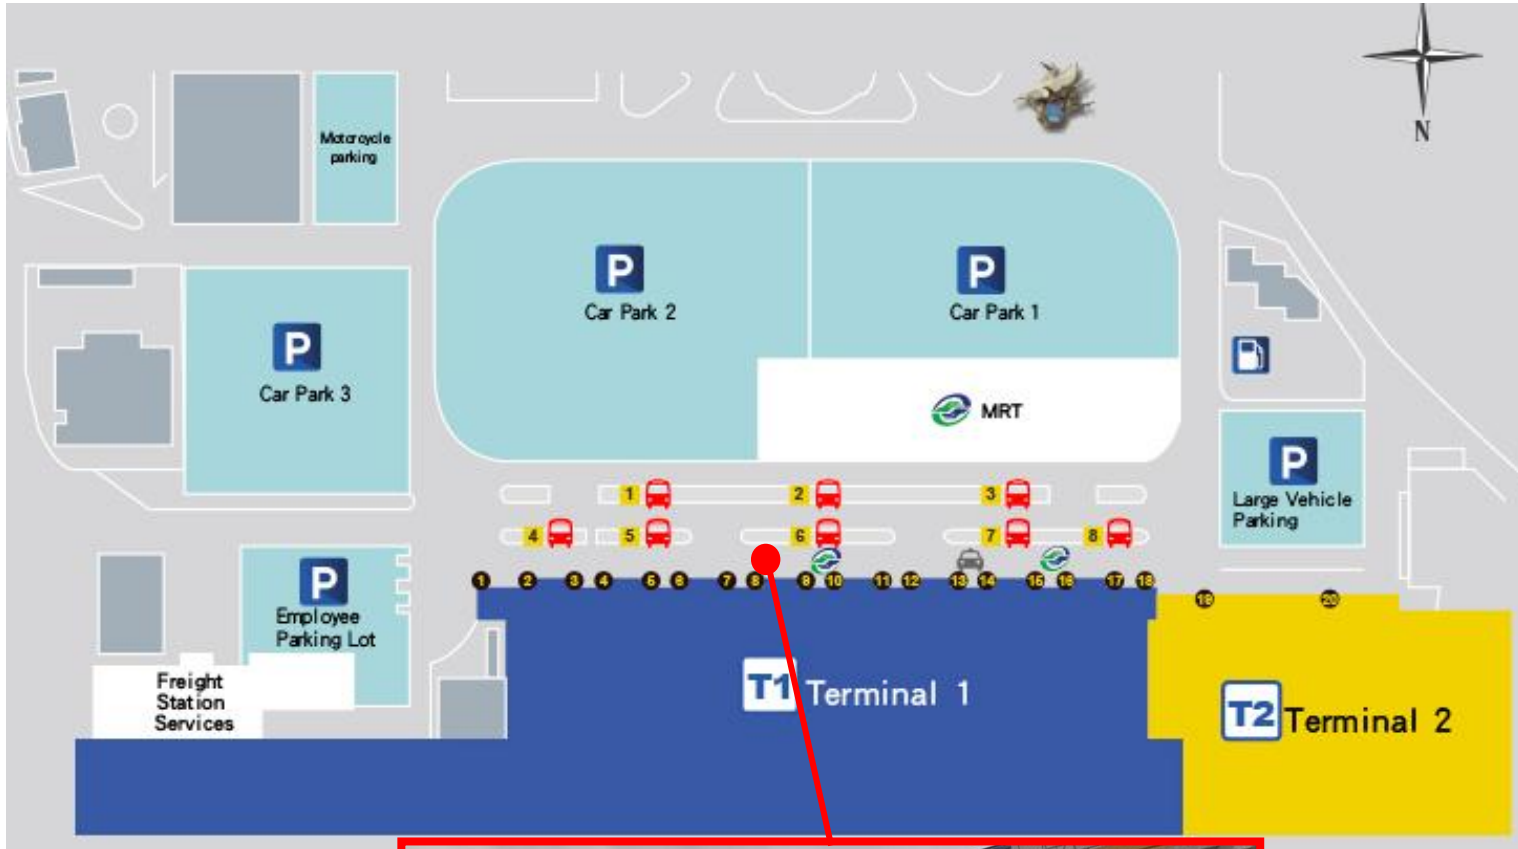 N
Motorcycle
parking
P
Car Park 2
P
Car Park 1
P
Car Park 3
MRT
P
Large Vehicle
Parking
1 2 3
4 5 6 7 8
1 2 3 4 5 6 7 8 9 10 11 12 13 14 15 16 17 18 19 20
P
Employee
Parking Lot
Freight
Station
Services
T1 Terminal 1
T2 Terminal 2